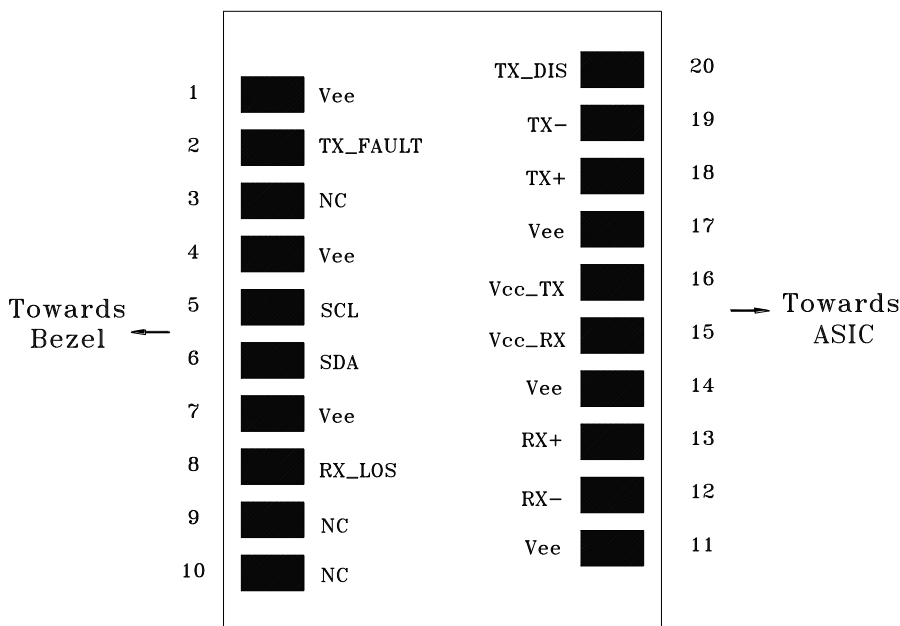 1 Vee
2 TX_FAULT
3 NC
4 Vee
5 SCL
6 SDA
7 Vee
8 RX_LOS
9 NC
10 NC
Towards
Bezel
TX_DIS 20
TX− 19
TX+ 18
Vee 17
Vcc_TX 16
Vcc_RX 15
Vee 14
RX+ 13
RX− 12
Vee 11
Towards
ASIC